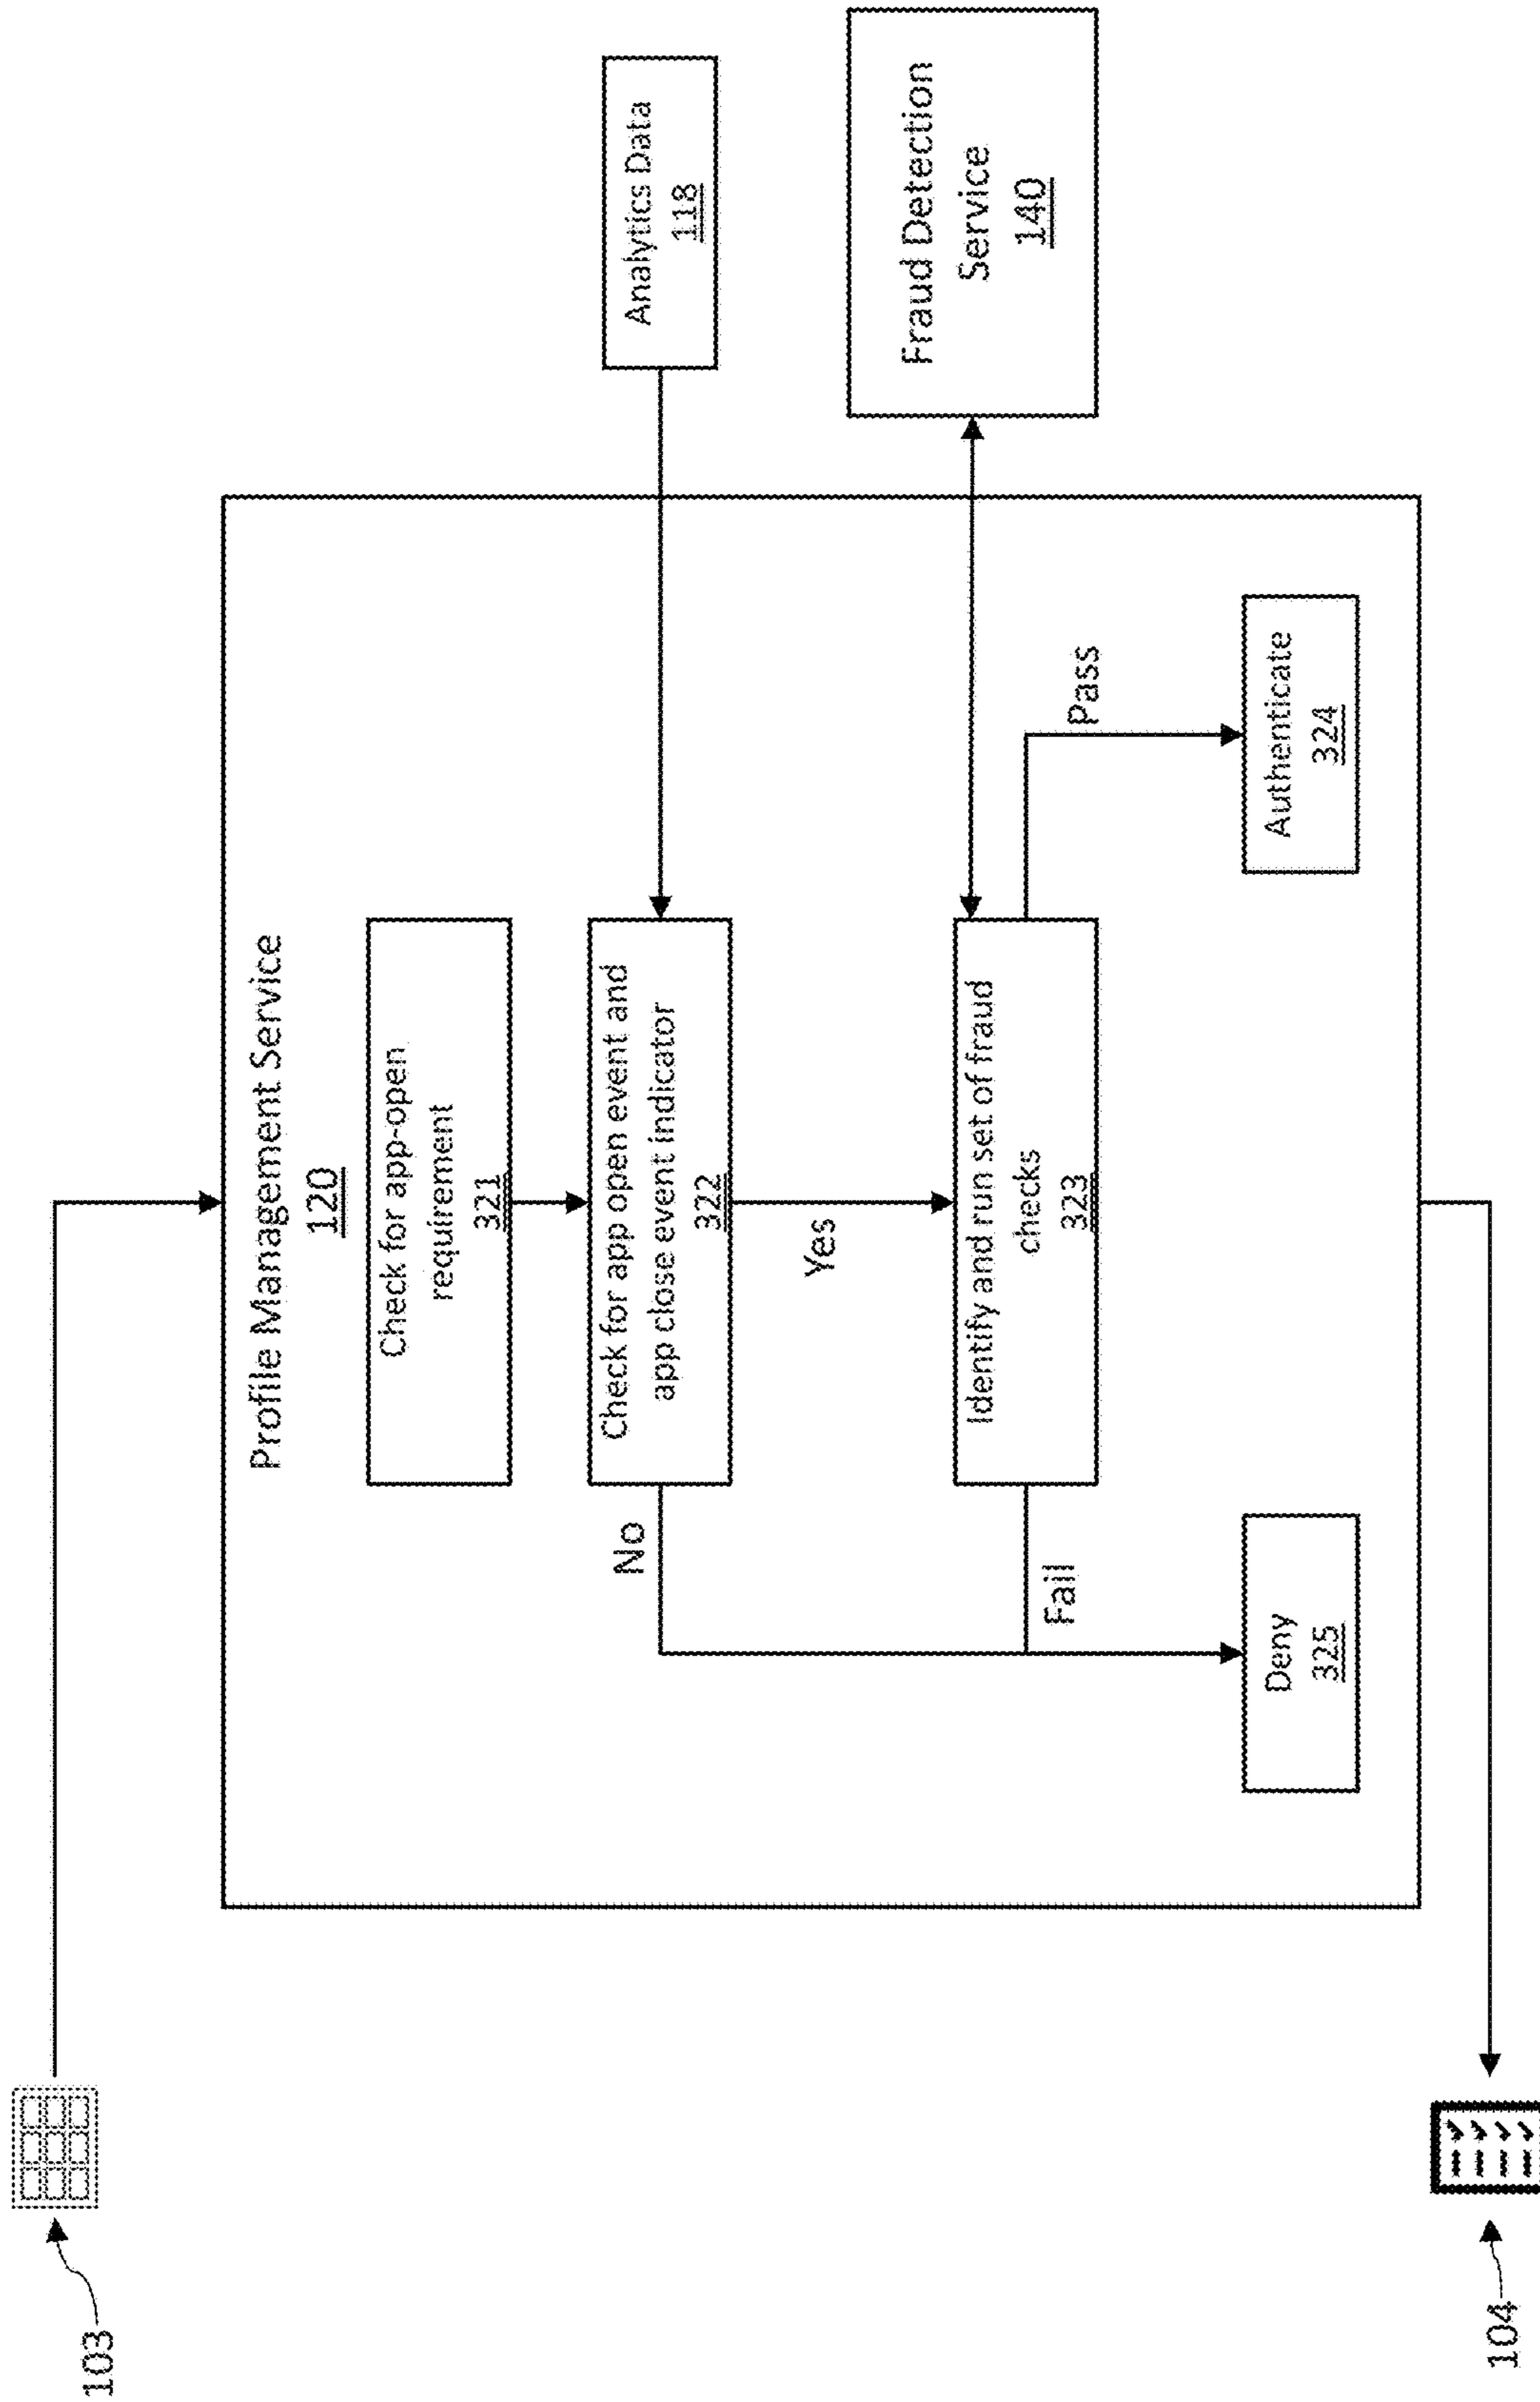 103
Profile Management Service
120
Check for app-open
requirement
321
Check for app open event and
app close event indicator
322
Analytics Data
118
No
Yes
Identify and run set of fraud
checks
323
Fraud Detection
Service
140
Fail
Pass
Deny
325
Authenticate
324
104